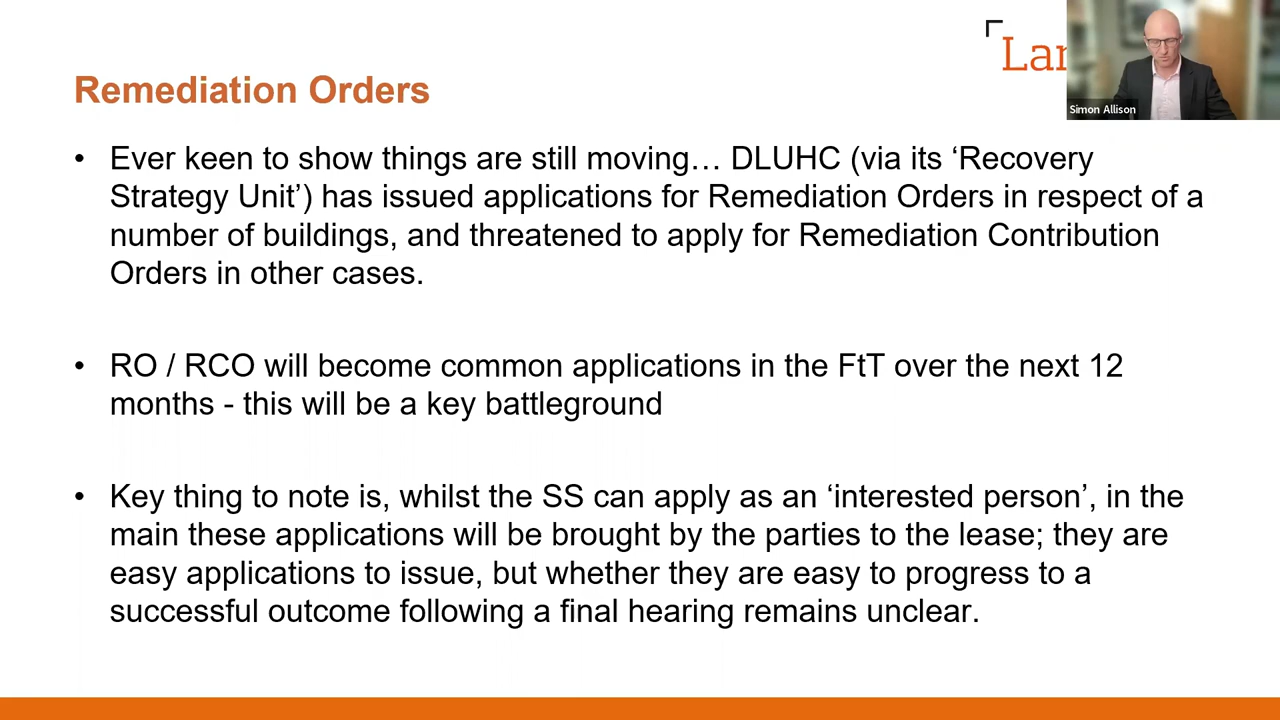 Remediation Orders
Simon Allison
• Ever keen to show things are still moving… DLUHC (via its ‘Recovery
Strategy Unit’) has issued applications for Remediation Orders in respect of a
number of buildings, and threatened to apply for Remediation Contribution
Orders in other cases.
• RO / RCO will become common applications in the FtT over the next 12
months - this will be a key battleground
• Key thing to note is, whilst the SS can apply as an ‘interested person’, in the
main these applications will be brought by the parties to the lease; they are
easy applications to issue, but whether they are easy to progress to a
successful outcome following a final hearing remains unclear.